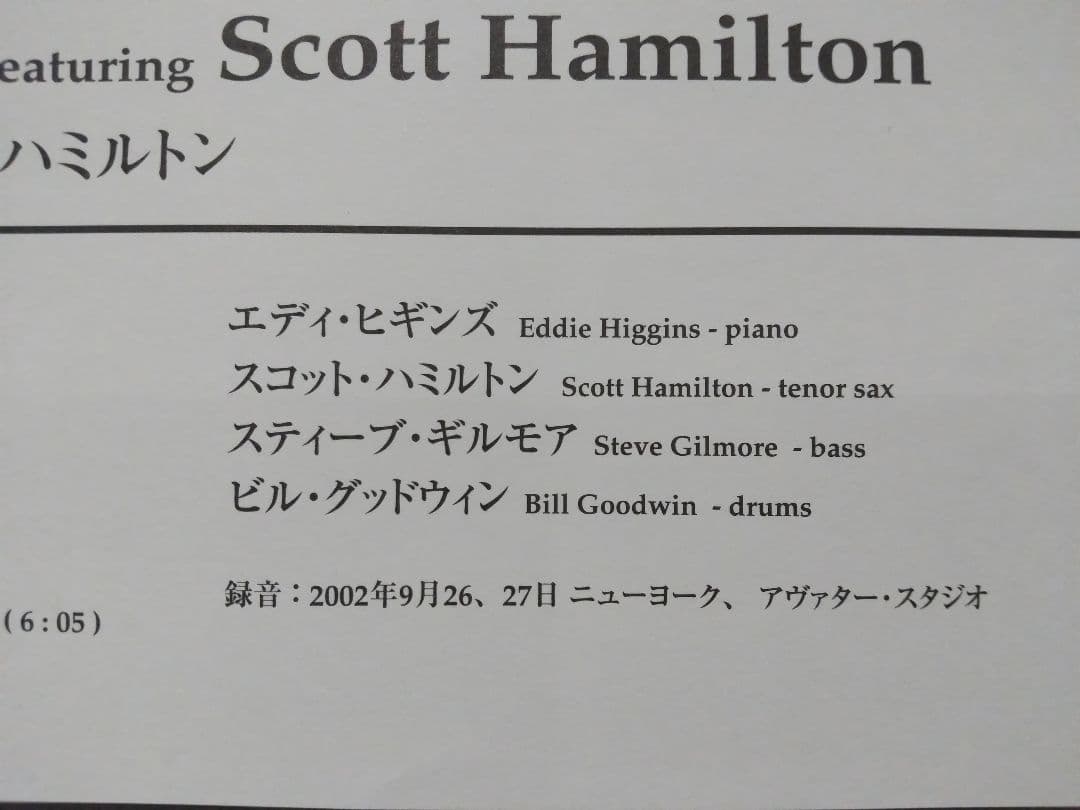 eaturing Scott Hamilton
ハミルトン
エディ・ヒギンズ Eddie Higgins - piano
スコット・ハミルトン Scott Hamilton - tenor sax
スティーブ・ギルモア Steve Gilmore - bass
ビル・グッドウィン Bill Goodwin - drums
録音：2002年9月26、27日 ニューヨーク、 アヴァター・スタジオ
( 6 : 05 )